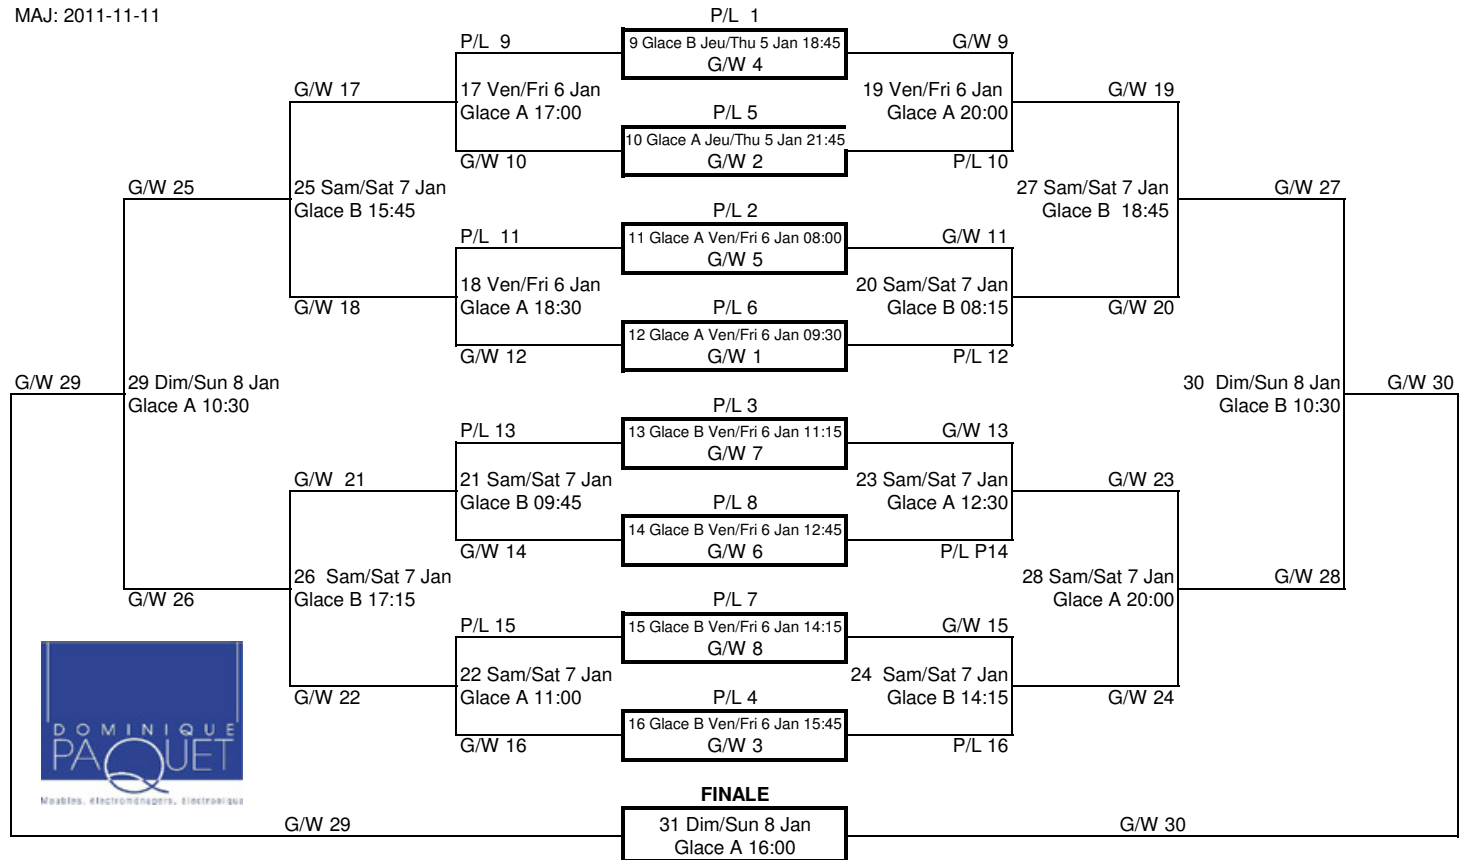 MAJ: 2011-11-11
P/L 1
P/L 9
9 Glace B Jeu/Thu 5 Jan 18:45
G/W 9
G/W 4
G/W 17
17 Ven/Fri 6 Jan
19 Ven/Fri 6 Jan
G/W 19
Glace A 17:00
P/L 5
Glace A 20:00
10 Glace A Jeu/Thu 5 Jan 21:45
G/W 10
G/W 2
P/L 10
G/W 25
25 Sam/Sat 7 Jan
27 Sam/Sat 7 Jan
G/W 27
Glace B 15:45
P/L 2
Glace B 18:45
P/L 11
11 Glace A Ven/Fri 6 Jan 08:00
G/W 11
G/W 5
18 Ven/Fri 6 Jan
20 Sam/Sat 7 Jan
G/W 18
Glace A 18:30
P/L 6
Glace B 08:15
G/W 20
12 Glace A Ven/Fri 6 Jan 09:30
G/W 12
G/W 1
P/L 12
G/W 29
29 Dim/Sun 8 Jan
30 Dim/Sun 8 Jan
G/W 30
Glace A 10:30
P/L 3
Glace B 10:30
P/L 13
13 Glace B Ven/Fri 6 Jan 11:15
G/W 13
G/W 7
G/W 21
21 Sam/Sat 7 Jan
23 Sam/Sat 7 Jan
G/W 23
Glace B 09:45
P/L 8
Glace A 12:30
14 Glace B Ven/Fri 6 Jan 12:45
G/W 14
G/W 6
P/L P14
26 Sam/Sat 7 Jan
28 Sam/Sat 7 Jan
G/W 28
G/W 26
Glace B 17:15
P/L 7
Glace A 20:00
P/L 15
15 Glace B Ven/Fri 6 Jan 14:15
G/W 15
G/W 8
22 Sam/Sat 7 Jan
24 Sam/Sat 7 Jan
G/W 22
Glace A 11:00
P/L 4
Glace B 14:15
G/W 24
16 Glace B Ven/Fri 6 Jan 15:45
G/W 16
G/W 3
P/L 16
DOMINIQUE
PAQUET
Meubles, électroménagers, électronique
FINALE
G/W 29
31 Dim/Sun 8 Jan
G/W 30
Glace A 16:00